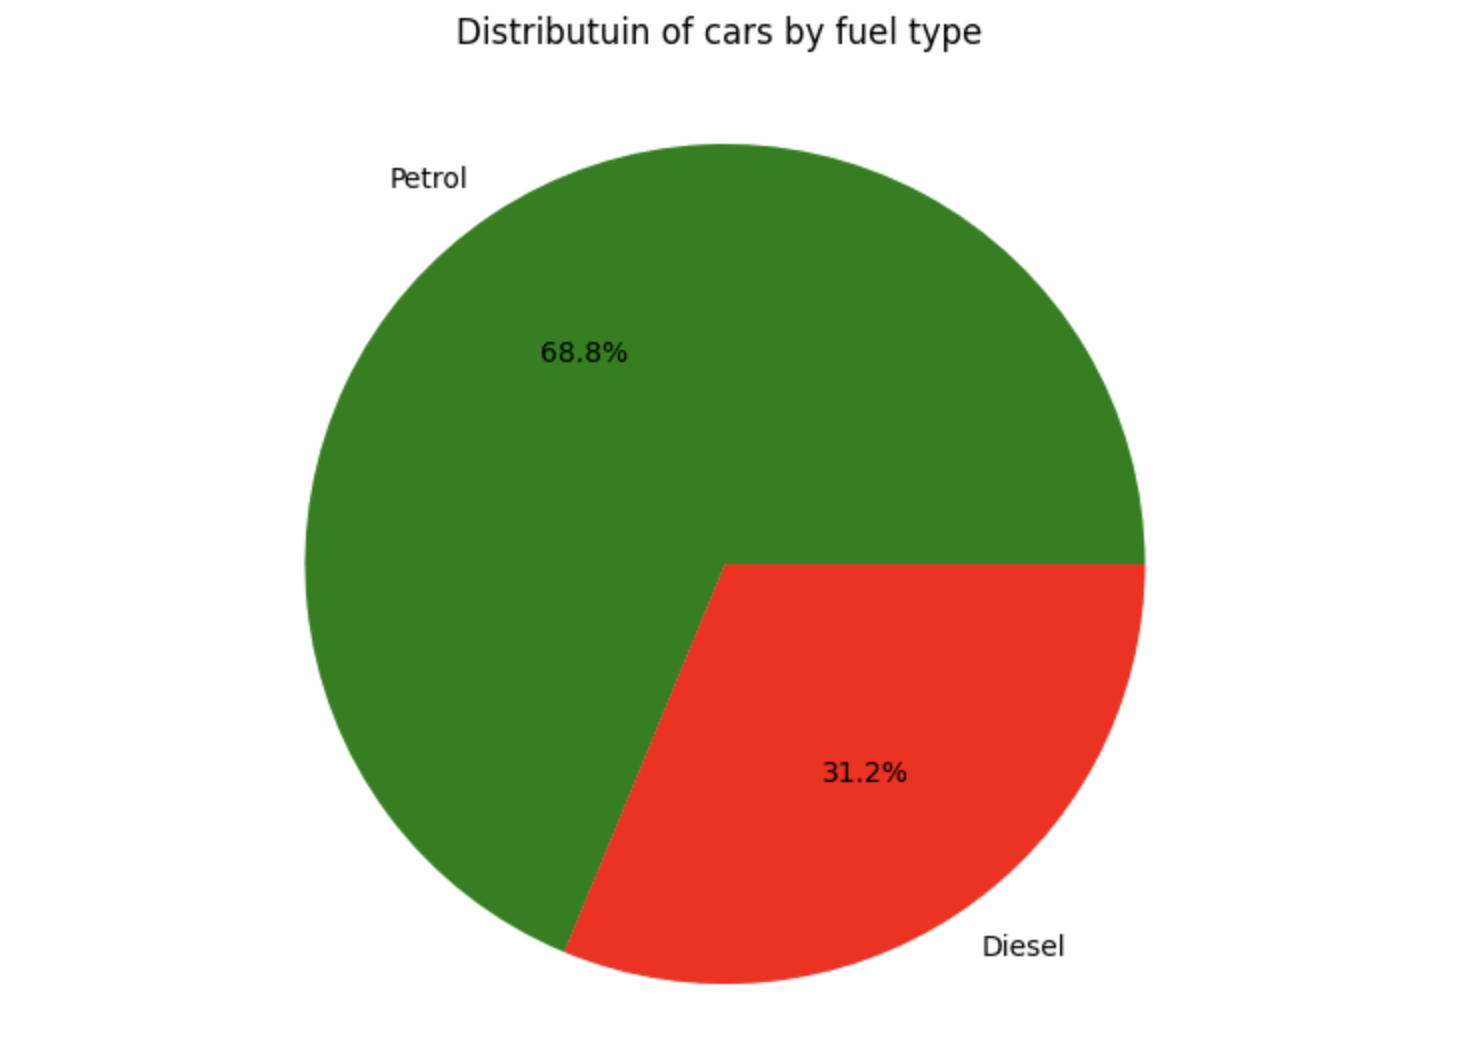 Distributuin of cars by fuel type
Petrol
68.8%
31.2%
Diesel